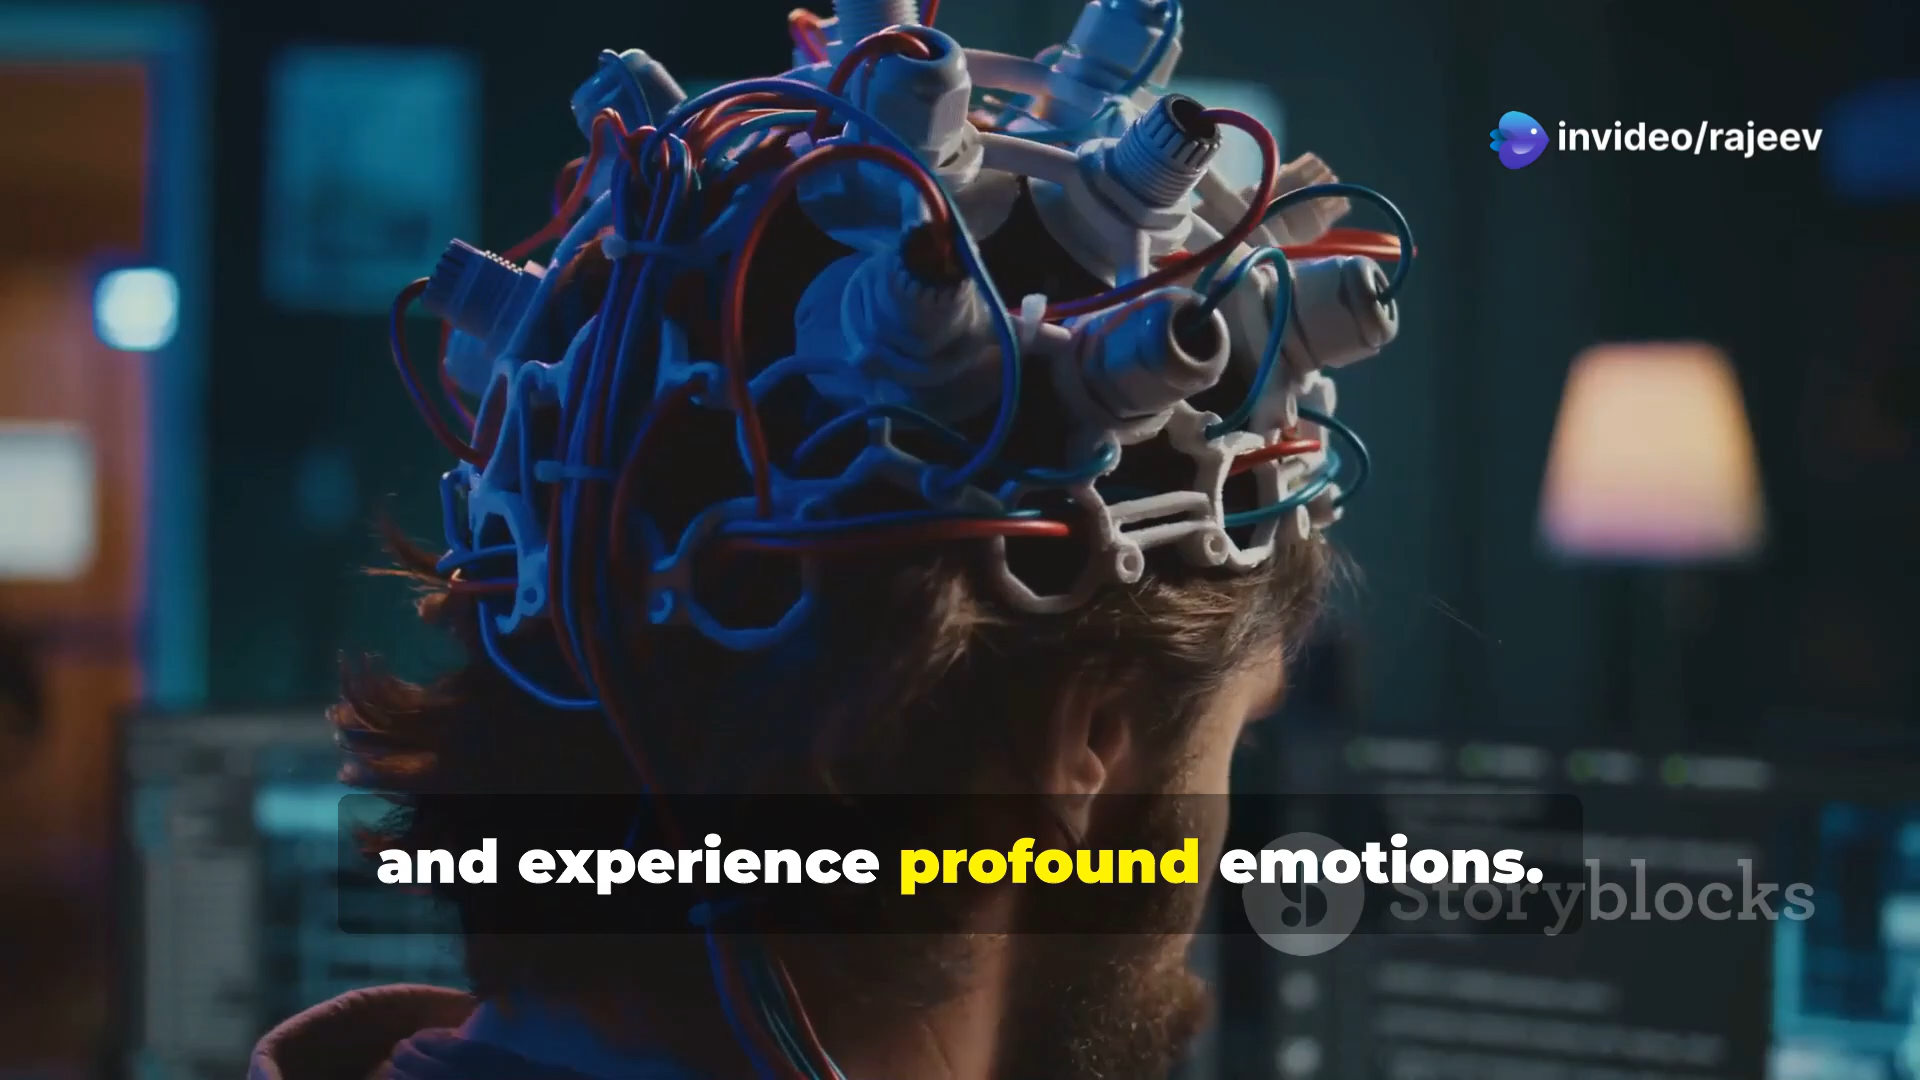 invideo/rajeev
and experience profound emotions.
Storyblocks